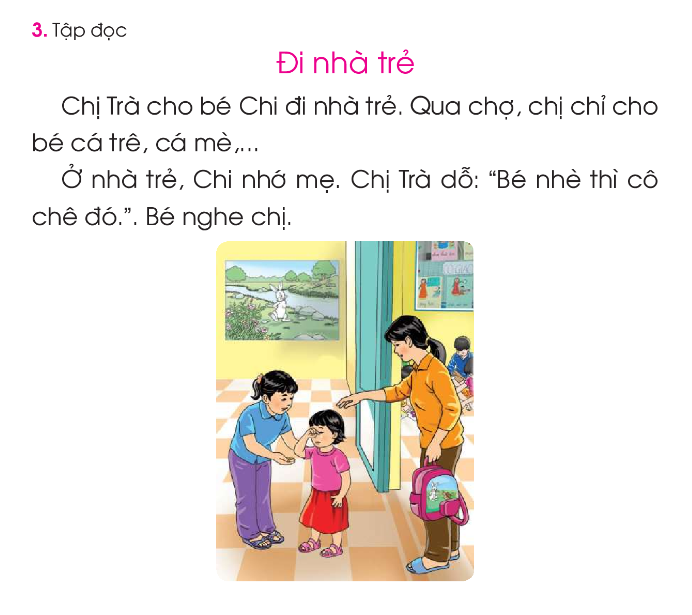 3. Tập đọc
Đi nhà trẻ
Chị Trà cho bé Chi đi nhà trẻ. Qua chợ, chị chỉ cho
bé cá trê, cá mè,...
Ở nhà trẻ, Chi nhớ mẹ. Chị Trà dỗ: “Bé nhè thì cô
chê đó.”. Bé nghe chị.